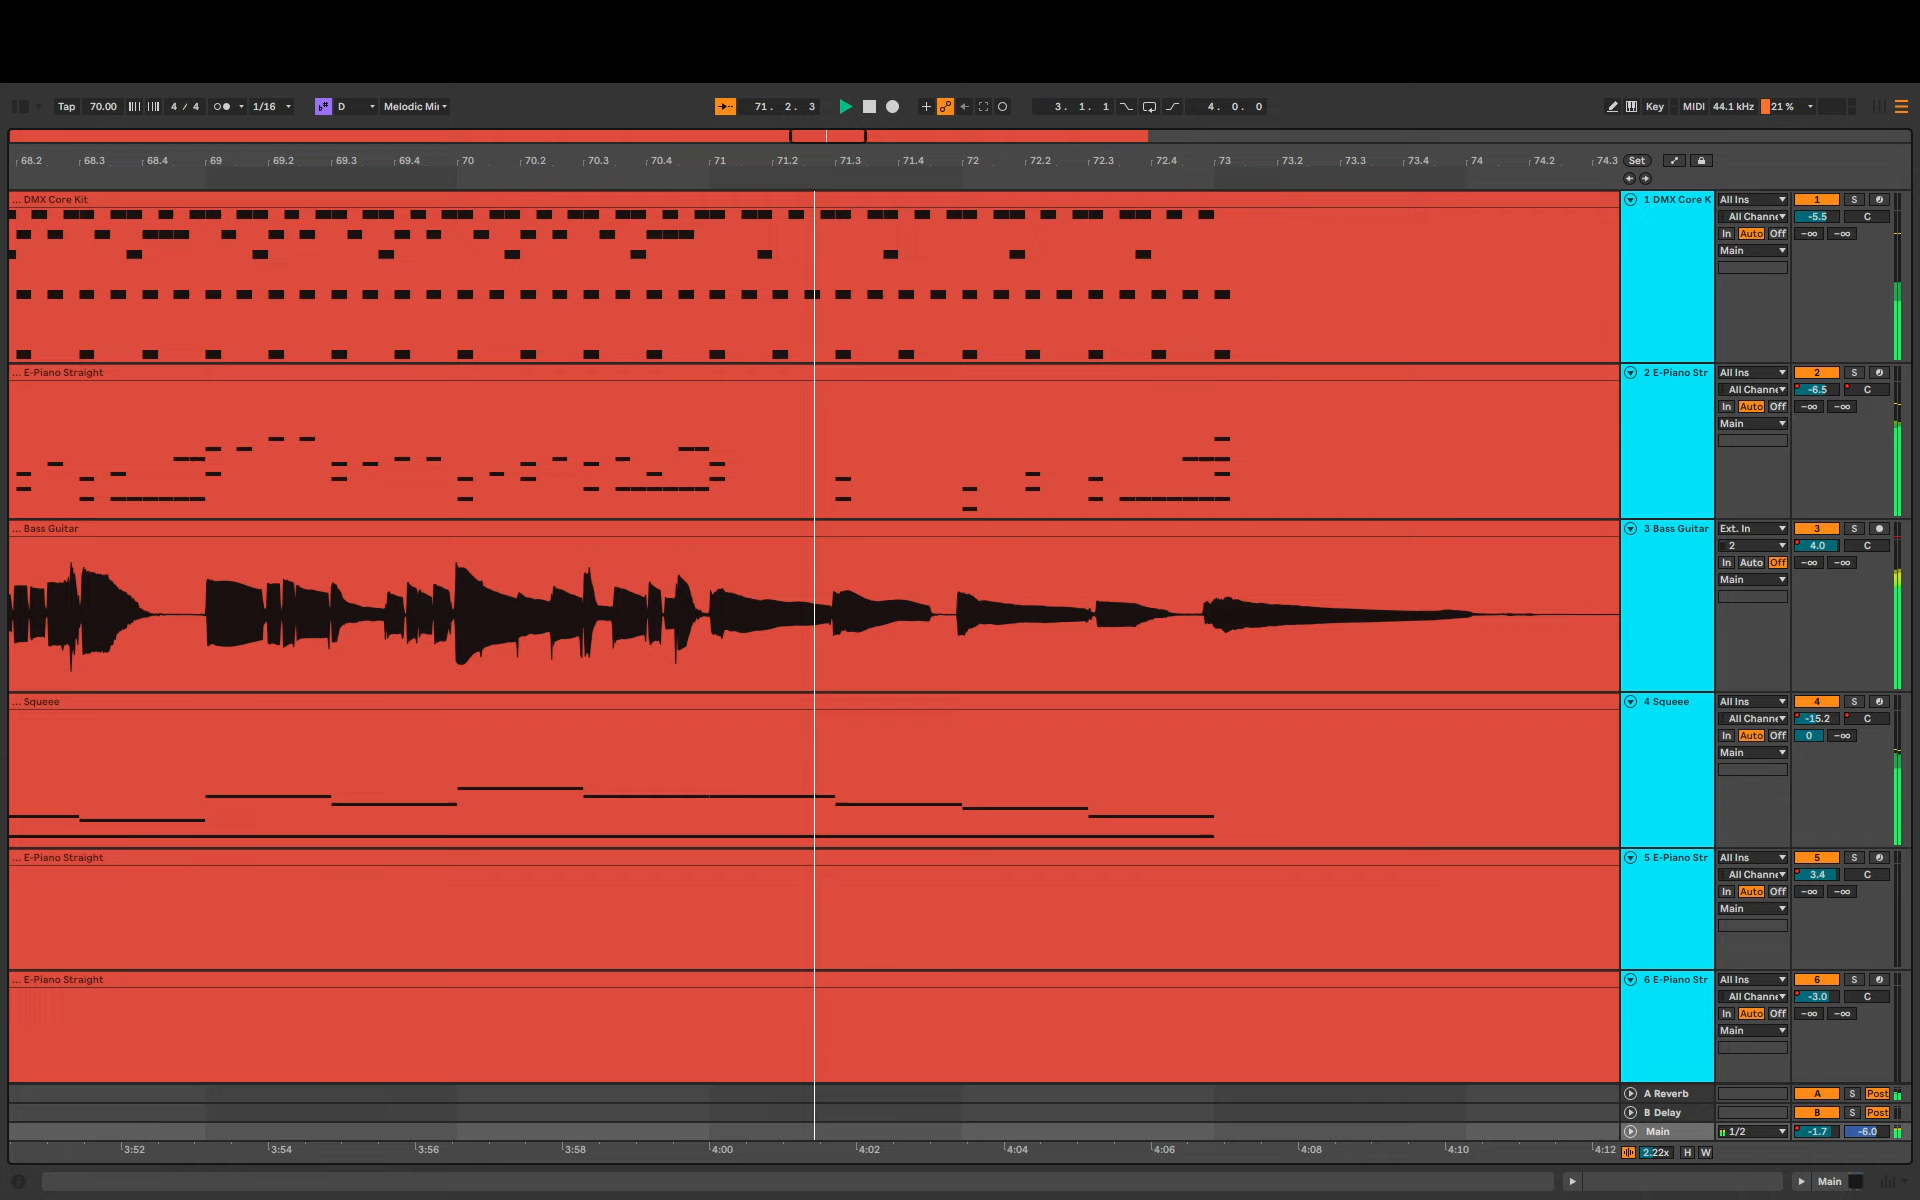 Tap 70.00 4 / 4 1/16 D Melodic Mi 71. 2. 3 3. 1. 1 4. 0. 0 Key MIDI 44.1 kHz 21 %
68.2 68.3 68.4 69 69.2 69.3 69.4 70 70.2 70.3 70.4 71 71.2 71.3 71.4 72 72.2 72.3 72.4 73 73.2 73.3 73.4 74 74.2 74.3 Set
... DMX Core Kit 1 DMX Core K All Ins 1 S
All Channe -5.5 C
In Auto Off -∞ -∞
Main
... E-Piano Straight 2 E-Piano Str All Ins 2 S
All Channe -6.5 C
In Auto Off -∞ -∞
Main
... Bass Guitar 3 Bass Guitar Ext. In 3 S
2 4.0 C
In Auto Off -∞ -∞
Main
... Squeee 4 Squeee All Ins 4 S
All Channe -15.2 C
In Auto Off 0 -∞
Main
... E-Piano Straight 5 E-Piano Str All Ins 5 S
All Channe 3.4 C
In Auto Off -∞ -∞
Main
... E-Piano Straight 6 E-Piano Str All Ins 6 S
All Channe -3.0 C
In Auto Off -∞ -∞
Main
A Reverb A S Post
B Delay B S Post
Main 1/2 -1.7 -6.0
3:52 3:54 3:56 3:58 4:00 4:02 4:04 4:06 4:08 4:10 4:12 2.22x H W
Main